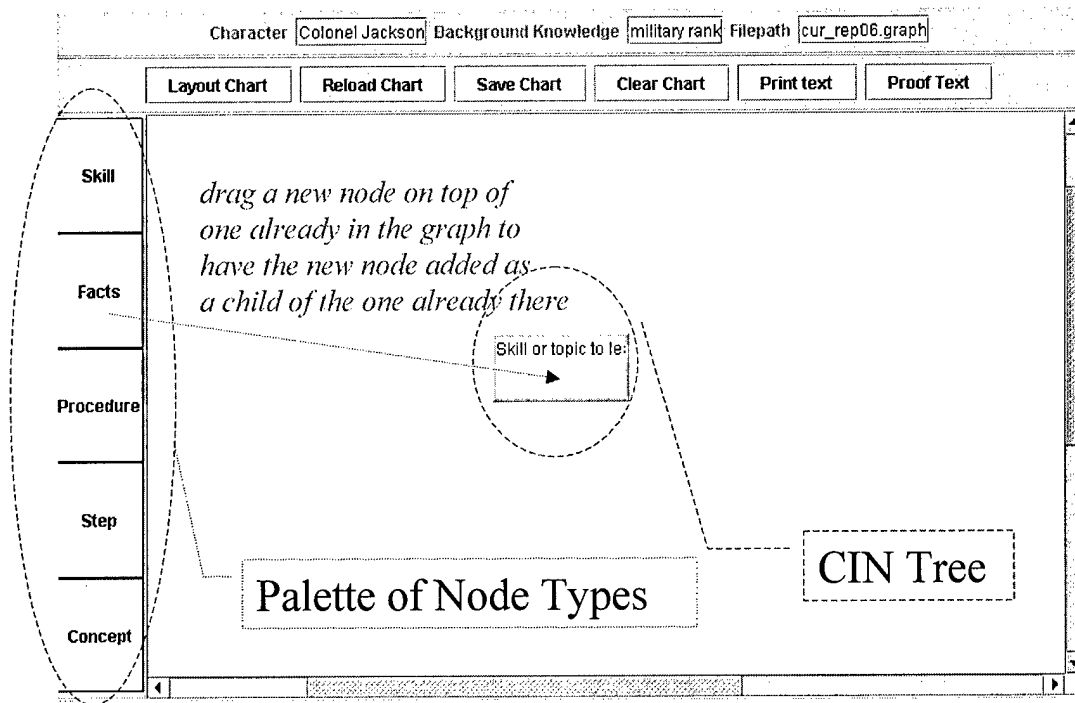 Character Colonel Jackson Background Knowledge military rank Filepath cur_rep06.graph
Layout Chart Reload Chart Save Chart Clear Chart Print text Proof Text
Skill
drag a new node on top of
one already in the graph to
have the new node added as
a child of the one already there
Facts
Skill or topic to le
Procedure
Step
CIN Tree
Palette of Node Types
Concept